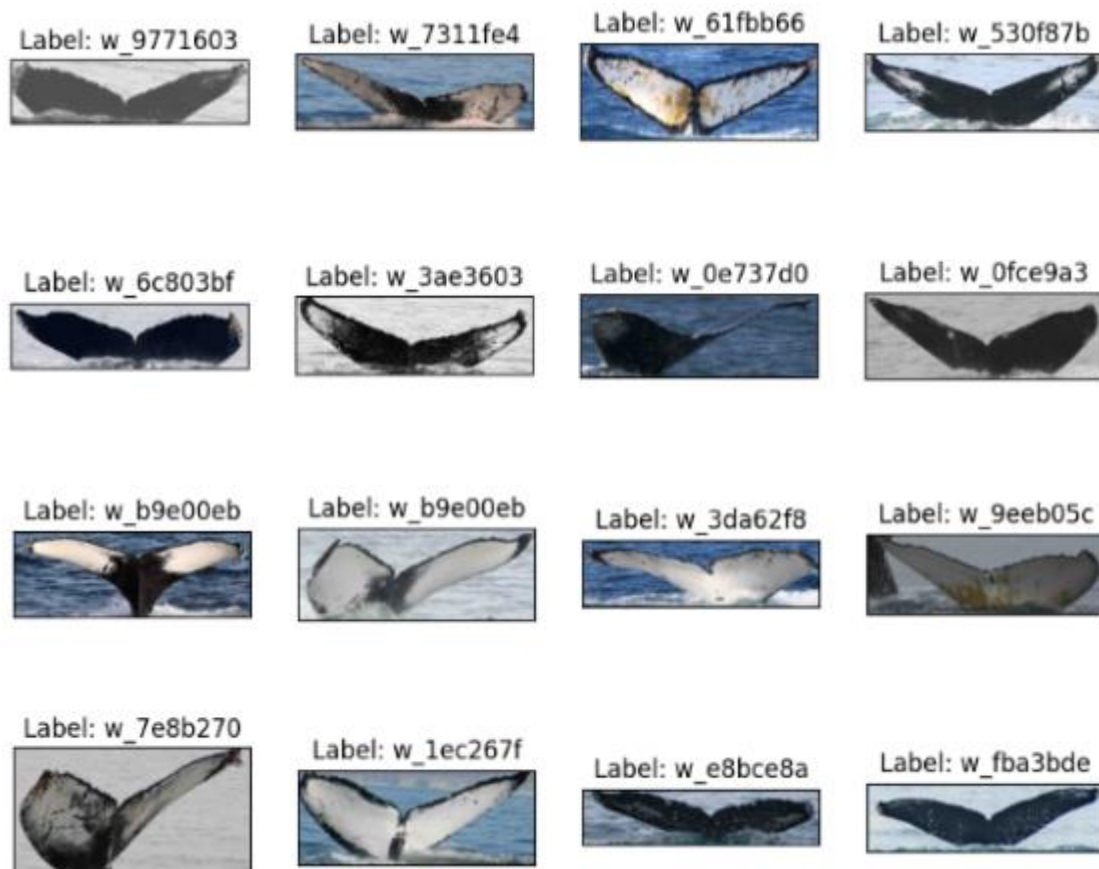 Label: w_9771603
Label: w_7311fe4
Label: w_61fbb66
Label: w_530f87b
Label: w_6c803bf
Label: w_3ae3603
Label: w_0e737d0
Label: w_0fce9a3
Label: w_b9e00eb
Label: w_b9e00eb
Label: w_3da62f8
Label: w_9eeb05c
Label: w_7e8b270
Label: w_1ec267f
Label: w_e8bce8a
Label: w_fba3bde